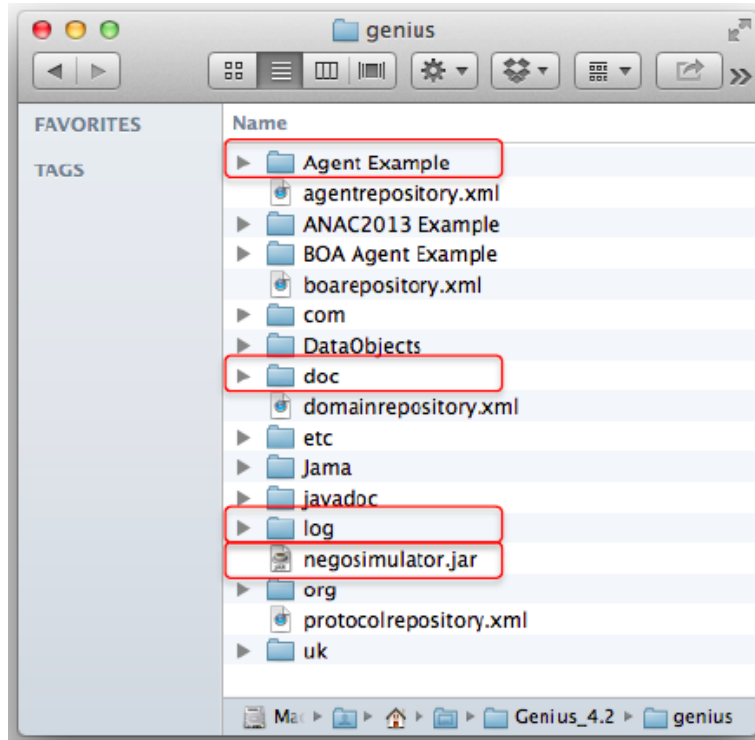 genius
FAVORITES
TAGS
Name
Agent Example
agentrepository.xml
ANAC2013 Example
BOA Agent Example
boarepository.xml
com
DataObjects
doc
domainrepository.xml
etc
Jama
javadoc
log
negosimulator.jar
org
protocolrepository.xml
uk
Mac Genius_4.2 genius